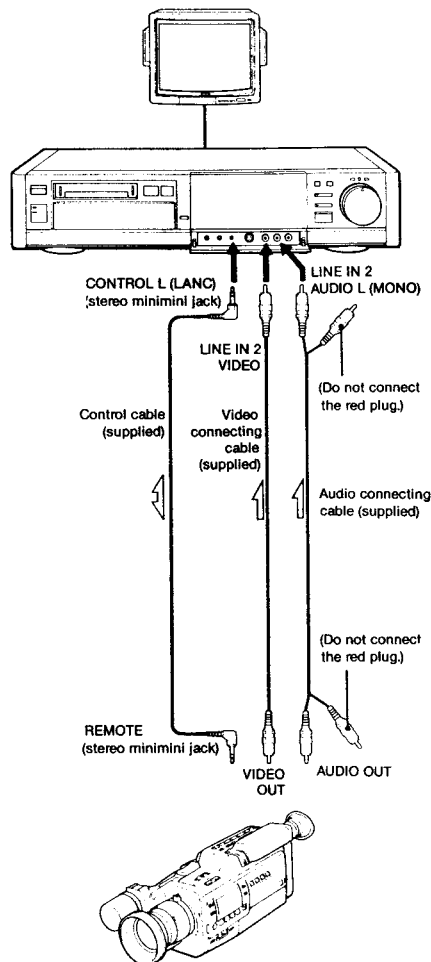 CONTROL L (LANC)
(stereo minimini jack)
LINE IN 2
AUDIO L (MONO)
LINE IN 2
VIDEO
(Do not connect
the red plug.)
Control cable
(supplied)
Video
connecting
cable
(supplied)
Audio connecting
cable (supplied)
(Do not connect
the red plug.)
REMOTE
(stereo minimini jack)
VIDEO
OUT
AUDIO OUT